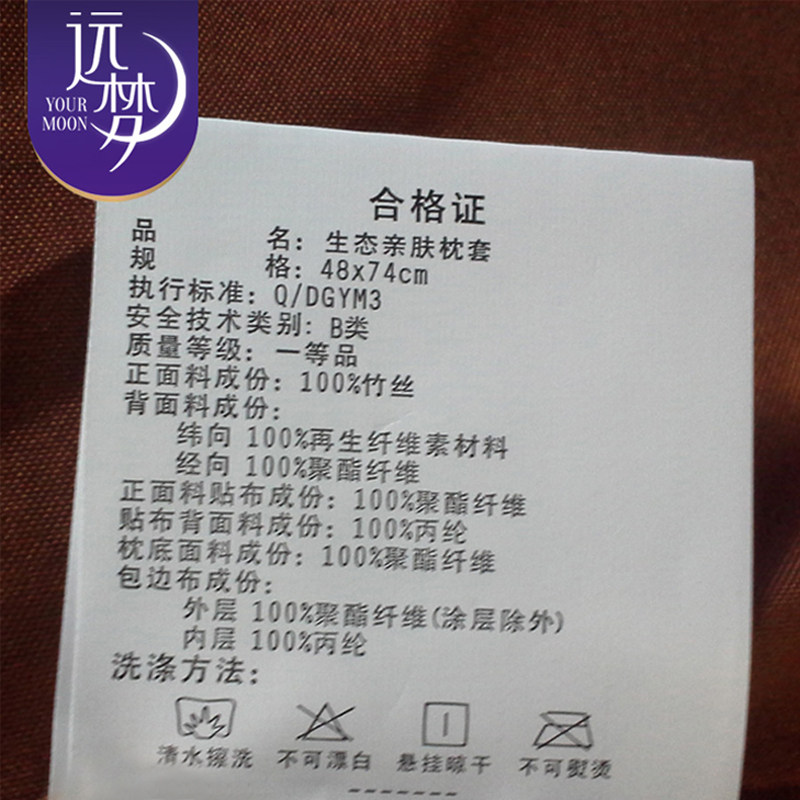 远梦
YOUR
MOON
合格证
品 名：生态亲肤枕套
规 格：48x74cm
执行标准：Q/DGYM3
安全技术类别：B类
质量等级：一等品
正面料成份：100%竹丝
背面料成份：
纬向 100%再生纤维素材料
经向 100%聚酯纤维
正面料贴布成份：100%聚酯纤维
贴布背面料成份：100%丙纶
枕底面料成份：100%聚酯纤维
包边布成份：
外层 100%聚酯纤维(涂层除外)
内层 100%丙纶
洗涤方法：
清水擦洗 不可漂白 悬挂晾干 不可熨烫